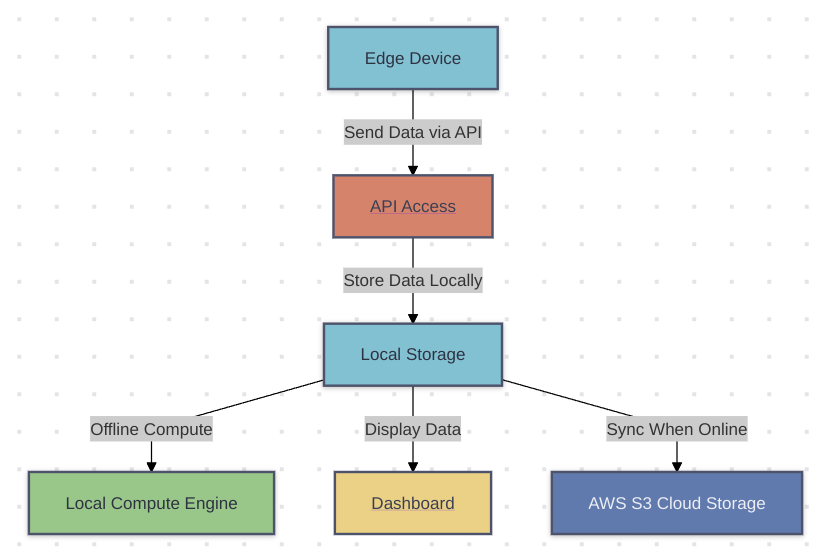 Edge Device
Send Data via API
API Access
Store Data Locally
Local Storage
Offline Compute
Display Data
Sync When Online
Local Compute Engine
Dashboard
AWS S3 Cloud Storage